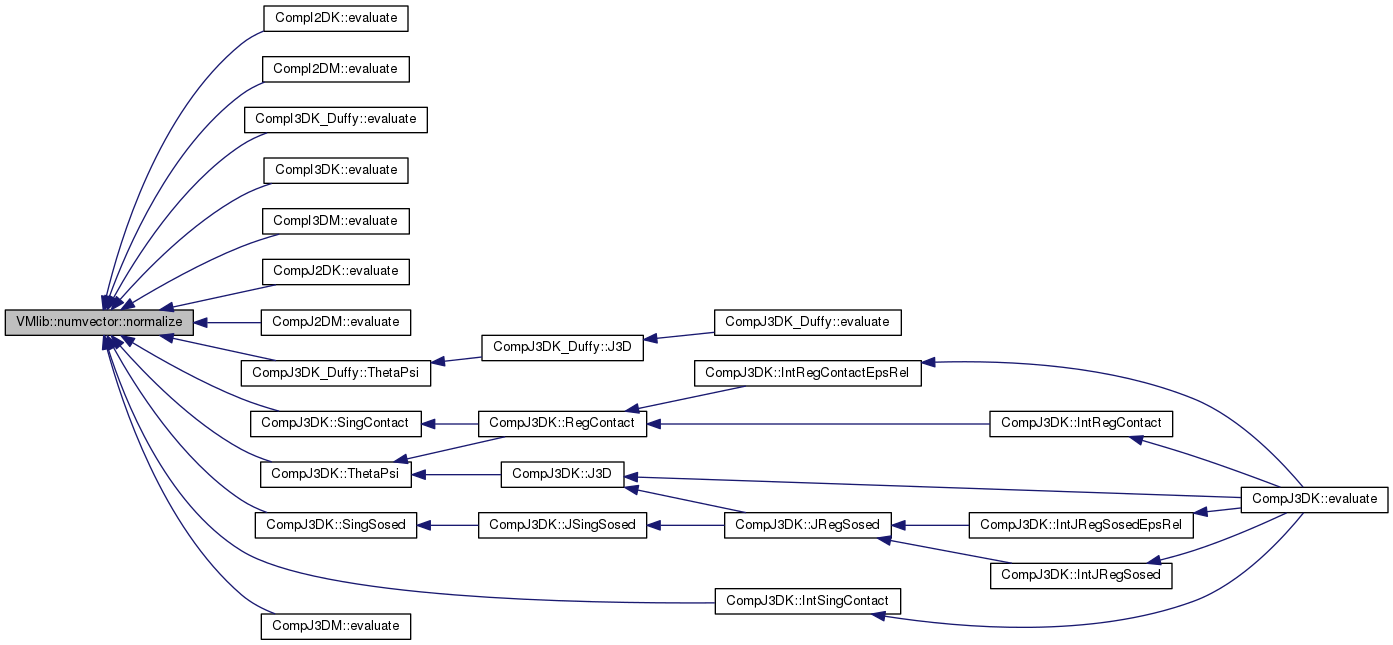 CompI2DK::evaluate
CompI2DM::evaluate
CompI3DK_Duffy::evaluate
CompI3DK::evaluate
CompI3DM::evaluate
CompJ2DK::evaluate
VMlib::numvector::normalize
CompJ2DM::evaluate
CompJ3DK_Duffy::evaluate
CompJ3DK_Duffy::J3D
CompJ3DK_Duffy::ThetaPsi
CompJ3DK::IntRegContactEpsRel
CompJ3DK::SingContact
CompJ3DK::RegContact
CompJ3DK::IntRegContact
CompJ3DK::ThetaPsi
CompJ3DK::J3D
CompJ3DK::evaluate
CompJ3DK::SingSosed
CompJ3DK::JSingSosed
CompJ3DK::JRegSosed
CompJ3DK::IntJRegSosedEpsRel
CompJ3DK::IntJRegSosed
CompJ3DK::IntSingContact
CompJ3DM::evaluate